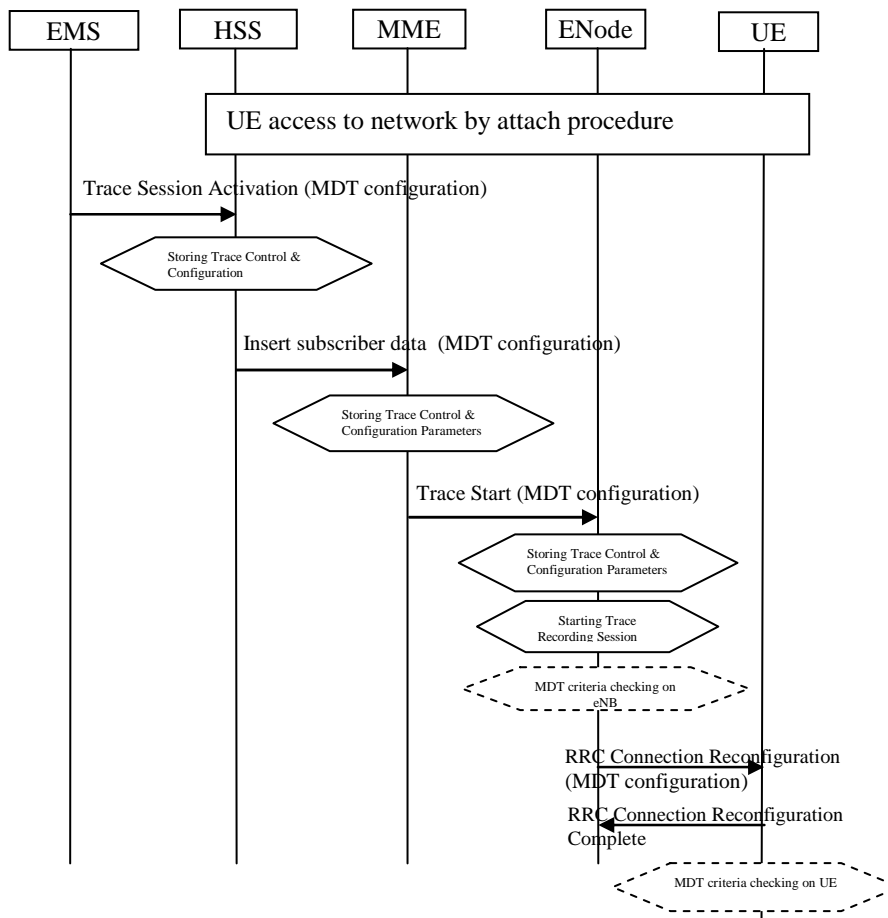 EMS
HSS
MME
ENode
UE
UE access to network by attach procedure
Trace Session Activation (MDT configuration)
Storing Trace Control &
Configuration
Insert subscriber data (MDT configuration)
Storing Trace Control &
Configuration Parameters
Trace Start (MDT configuration)
Storing Trace Control &
Configuration Parameters
Starting Trace
Recording Session
MDT criteria checking on
eNB
RRC Connection Reconfiguration
(MDT configuration)
RRC Connection Reconfiguration
Complete
MDT criteria checking on UE